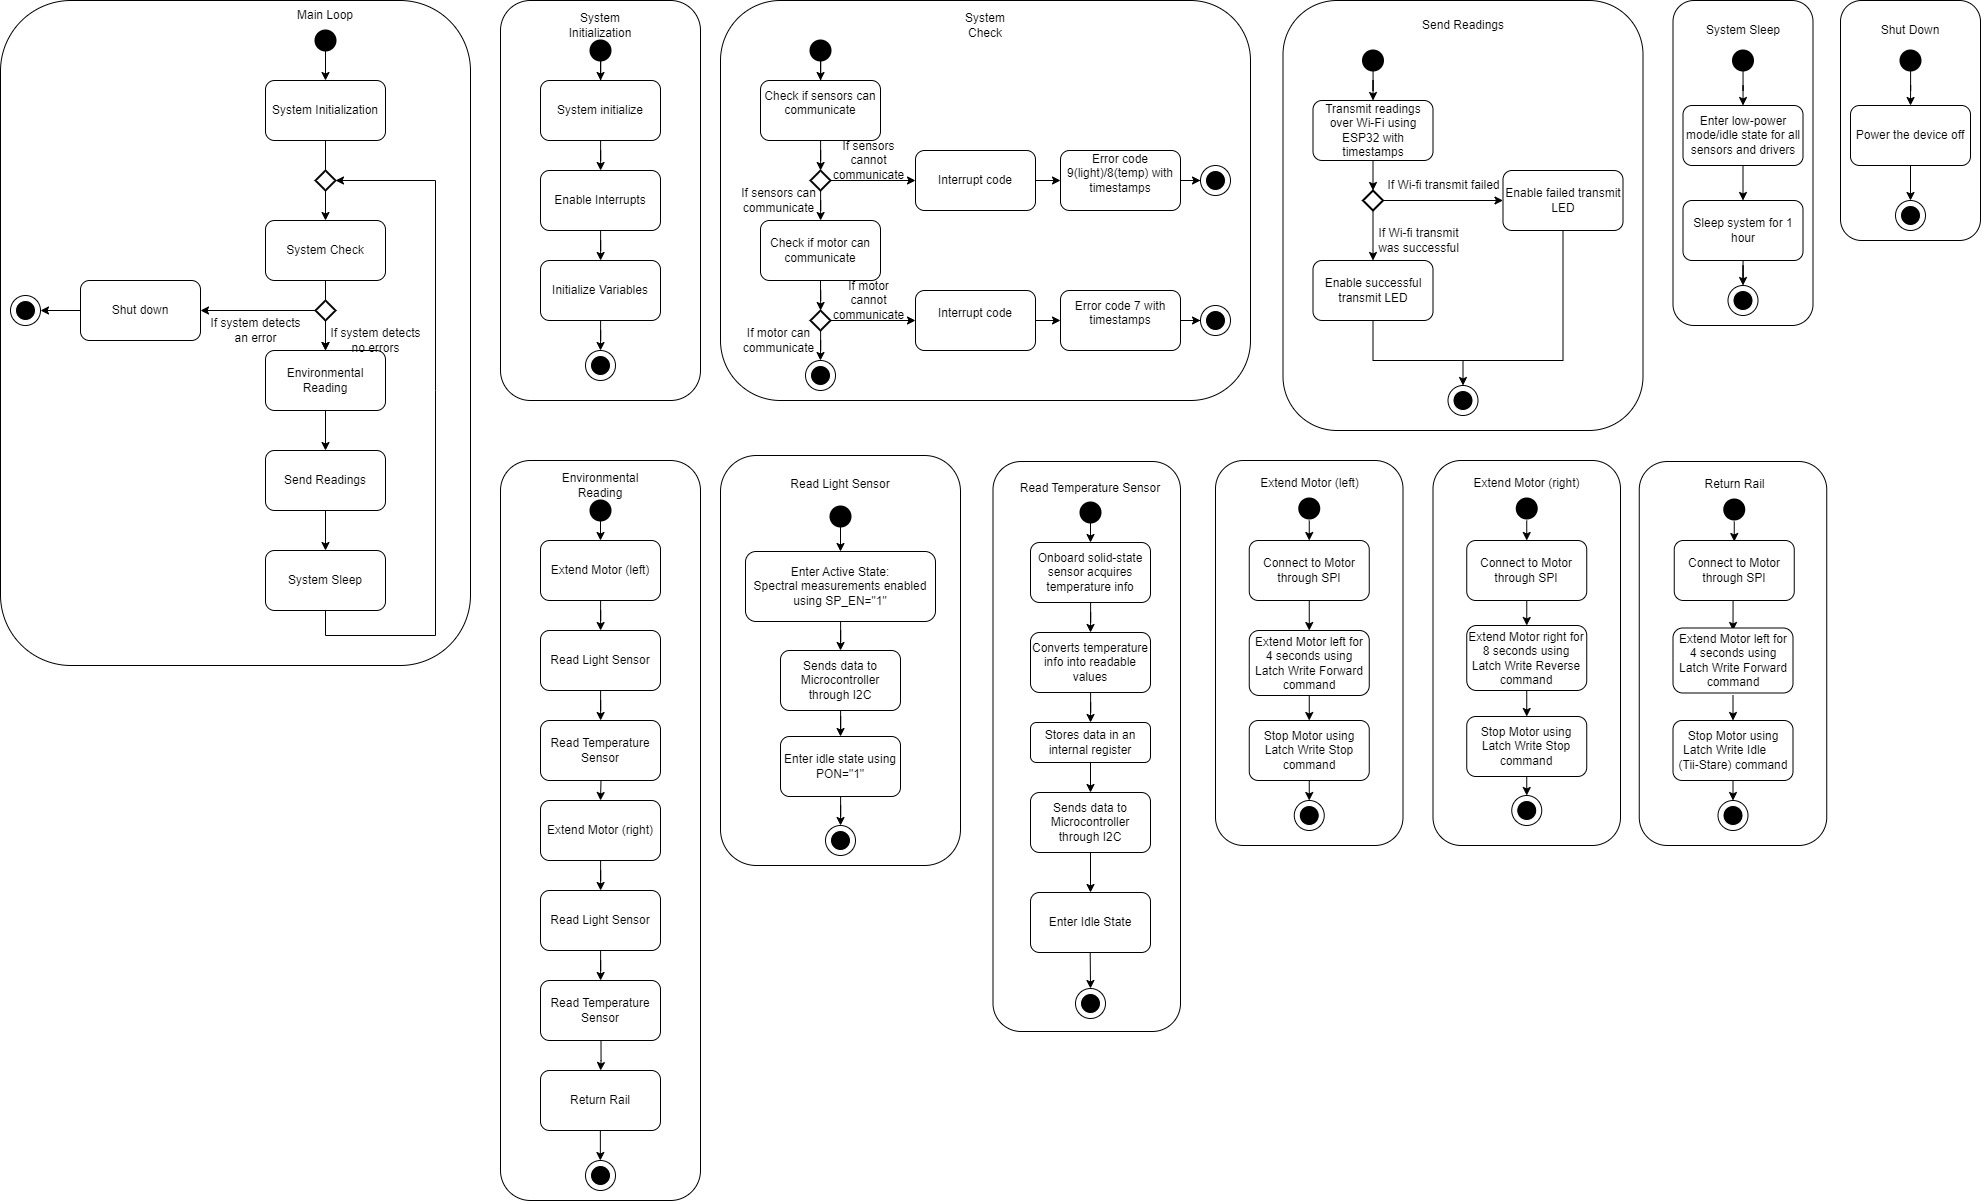 Main Loop
System Initialization
System Check
Shut down
If system detects
an error
If system detects
no errors
Environmental
Reading
Send Readings
System Sleep
System
Initialization
System initialize
Enable Interrupts
Initialize Variables
System
Check
Check if sensors can
communicate
If sensors
cannot
communicate
Interrupt code
Error code
9(light)/8(temp) with
timestamps
If sensors can
communicate
Check if motor can
communicate
If motor
cannot
communicate
Interrupt code
Error code 7 with
timestamps
If motor can
communicate
Send Readings
Transmit readings
over Wi-Fi using
ESP32 with
timestamps
If Wi-fi transmit failed
Enable failed transmit
LED
If Wi-fi transmit
was successful
Enable successful
transmit LED
System Sleep
Enter low-power
mode/idle state for all
sensors and drivers
Sleep system for 1
hour
Shut Down
Power the device off
Environmental
Reading
Extend Motor (left)
Read Light Sensor
Read Temperature
Sensor
Extend Motor (right)
Read Light Sensor
Read Temperature
Sensor
Return Rail
Read Light Sensor
Enter Active State:
Spectral measurements enabled
using SP_EN="1"
Sends data to
Microcontroller
through I2C
Enter idle state using
PON="1"
Read Temperature Sensor
Onboard solid-state
sensor acquires
temperature info
Converts temperature
info into readable
values
Stores data in an
internal register
Sends data to
Microcontroller
through I2C
Enter Idle State
Extend Motor (left)
Connect to Motor
through SPI
Extend Motor left for
4 seconds using
Latch Write Forward
command
Stop Motor using
Latch Write Stop
command
Extend Motor (right)
Connect to Motor
through SPI
Extend Motor right for
8 seconds using
Latch Write Reverse
command
Stop Motor using
Latch Write Stop
command
Return Rail
Connect to Motor
through SPI
Extend Motor left for
4 seconds using
Latch Write Forward
command
Stop Motor using
Latch Write Idle
(Tii-Stare) command